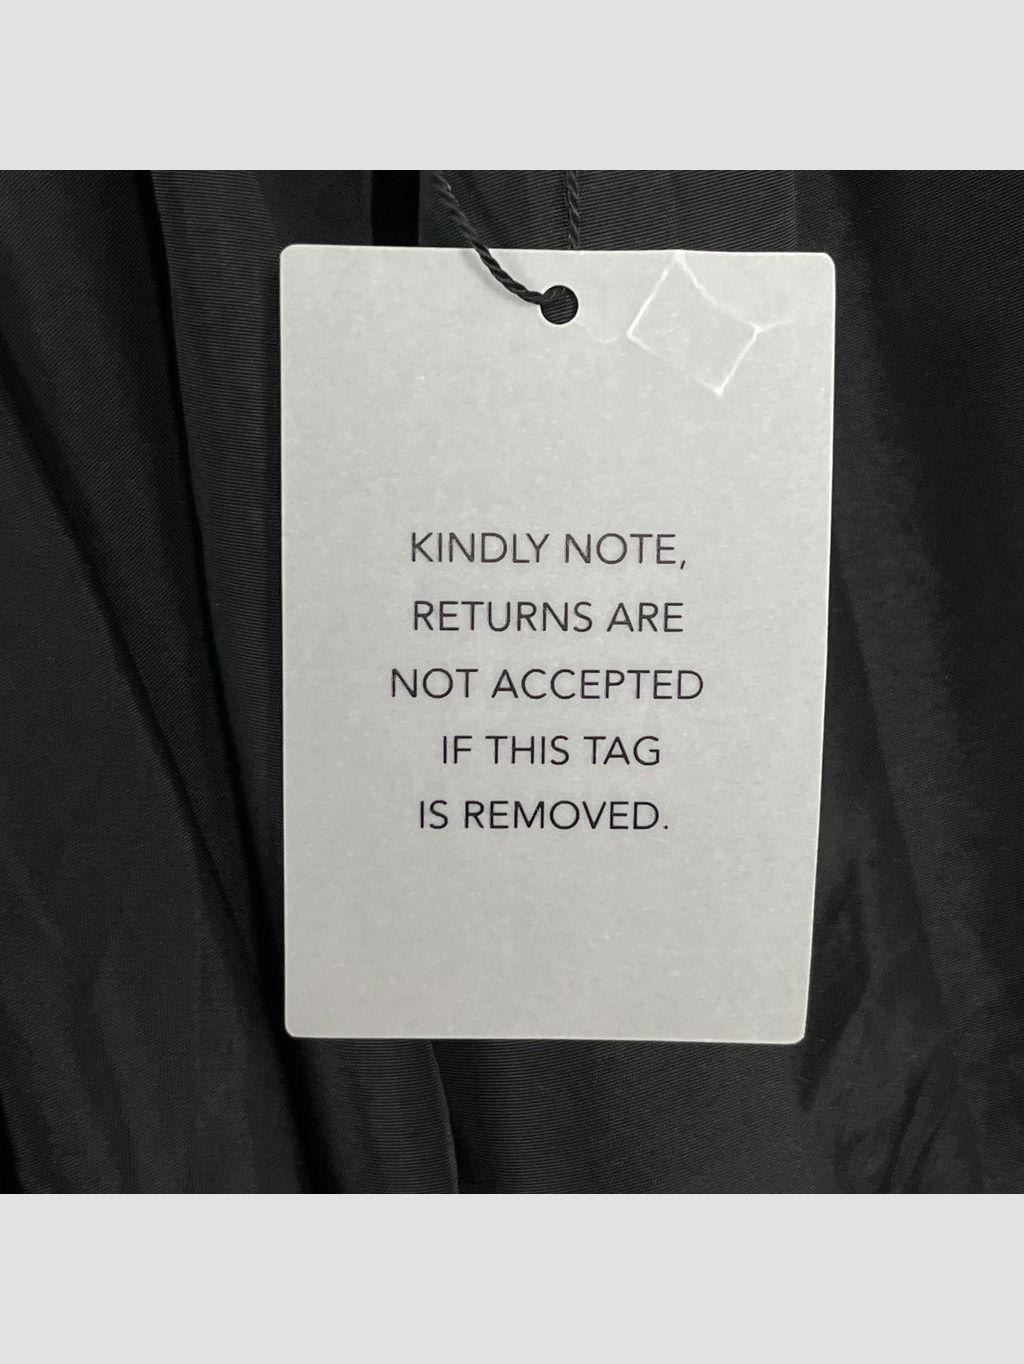 KINDLY NOTE,
RETURNS ARE
NOT ACCEPTED
IF THIS TAG
IS REMOVED.